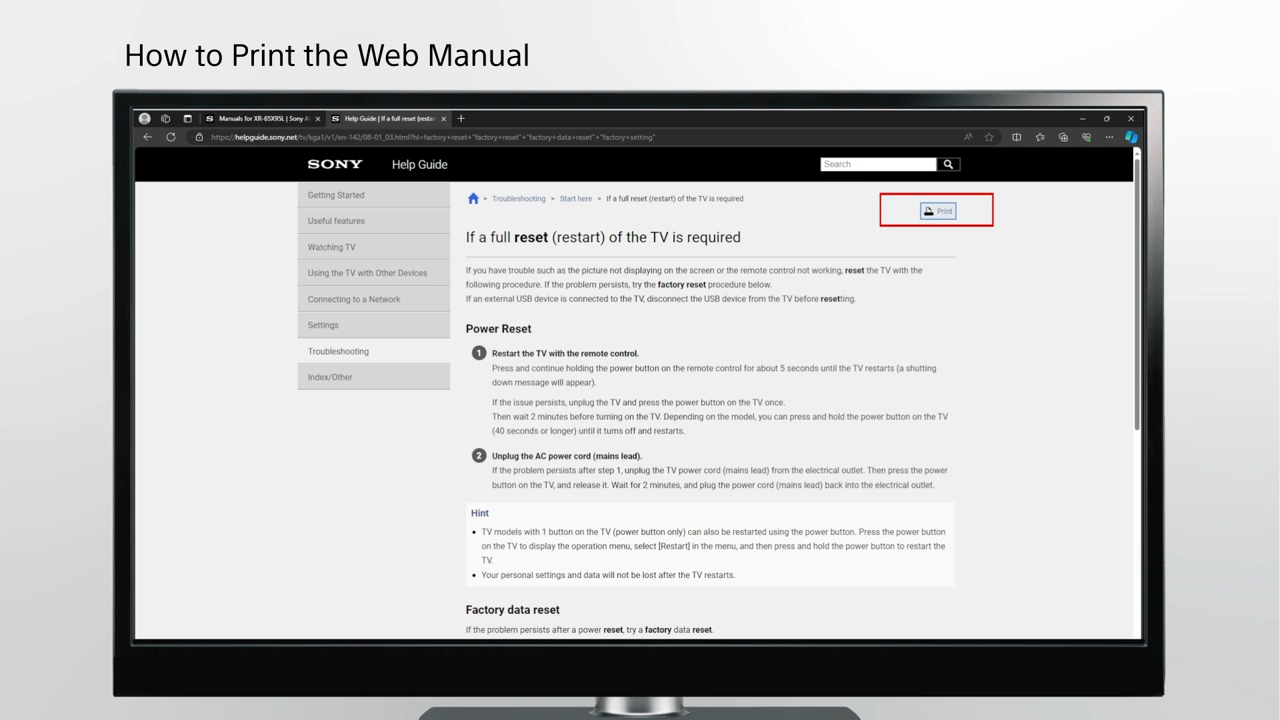 How to Print the Web Manual
Manuals for XR-65X95L | Sony A
Help Guide | If a full reset (restar
https://helpguide.sony.net/tv/kga1/v1/en-142/08-01_03.html?hl=factory+reset+"factory+reset"+"factory+data+reset"+"factory+setting"
SONY
Help Guide
Search
Getting Started
Useful features
Watching TV
Using the TV with Other Devices
Connecting to a Network
Settings
Troubleshooting
Index/Other
> Troubleshooting > Start here > If a full reset (restart) of the TV is required
Print
If a full reset (restart) of the TV is required
If you have trouble such as the picture not displaying on the screen or the remote control not working, reset the TV with the
following procedure. If the problem persists, try the factory reset procedure below.
If an external USB device is connected to the TV, disconnect the USB device from the TV before resetting.
Power Reset
1 Restart the TV with the remote control.
Press and continue holding the power button on the remote control for about 5 seconds until the TV restarts (a shutting
down message will appear).
If the issue persists, unplug the TV and press the power button on the TV once.
Then wait 2 minutes before turning on the TV. Depending on the model, you can press and hold the power button on the TV
(40 seconds or longer) until it turns off and restarts.
2 Unplug the AC power cord (mains lead).
If the problem persists after step 1, unplug the TV power cord (mains lead) from the electrical outlet. Then press the power
button on the TV, and release it. Wait for 2 minutes, and plug the power cord (mains lead) back into the electrical outlet.
Hint
• TV models with 1 button on the TV (power button only) can also be restarted using the power button. Press the power button
on the TV to display the operation menu, select [Restart] in the menu, and then press and hold the power button to restart the
TV.
• Your personal settings and data will not be lost after the TV restarts.
Factory data reset
If the problem persists after a power reset, try a factory data reset.